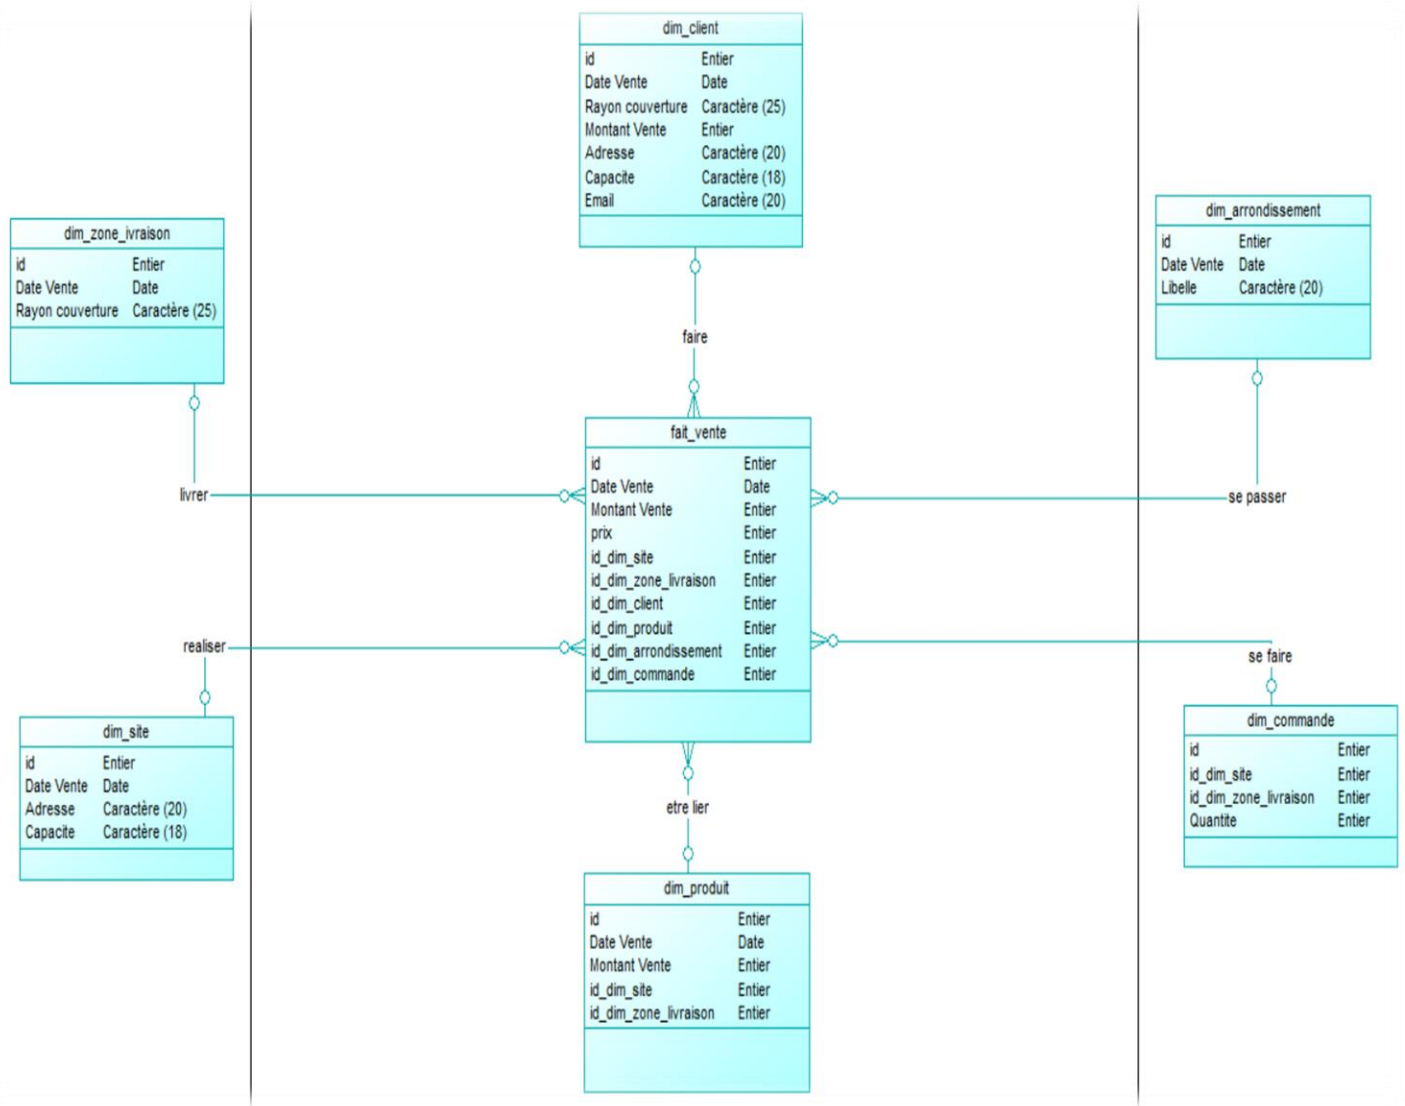 dim_client
id Entier
Date Vente Date
Rayon couverture Caractère (25)
Montant Vente Entier
Adresse Caractère (20)
Capacite Caractère (18)
Email Caractère (20)
dim_zone_ivraison
id Entier
Date Vente Date
Rayon couverture Caractère (25)
dim_arrondissement
id Entier
Date Vente Date
Libelle Caractère (20)
faire
livrer
se passer
fait_vente
id Entier
Date Vente Date
Montant Vente Entier
prix Entier
id_dim_site Entier
id_dim_zone_livraison Entier
id_dim_client Entier
id_dim_produit Entier
id_dim_arrondissement Entier
id_dim_commande Entier
realiser
se faire
dim_site
id Entier
Date Vente Date
Adresse Caractère (20)
Capacite Caractère (18)
dim_commande
id Entier
id_dim_site Entier
id_dim_zone_livraison Entier
Quantite Entier
etre lier
dim_produit
id Entier
Date Vente Date
Montant Vente Entier
id_dim_site Entier
id_dim_zone_livraison Entier